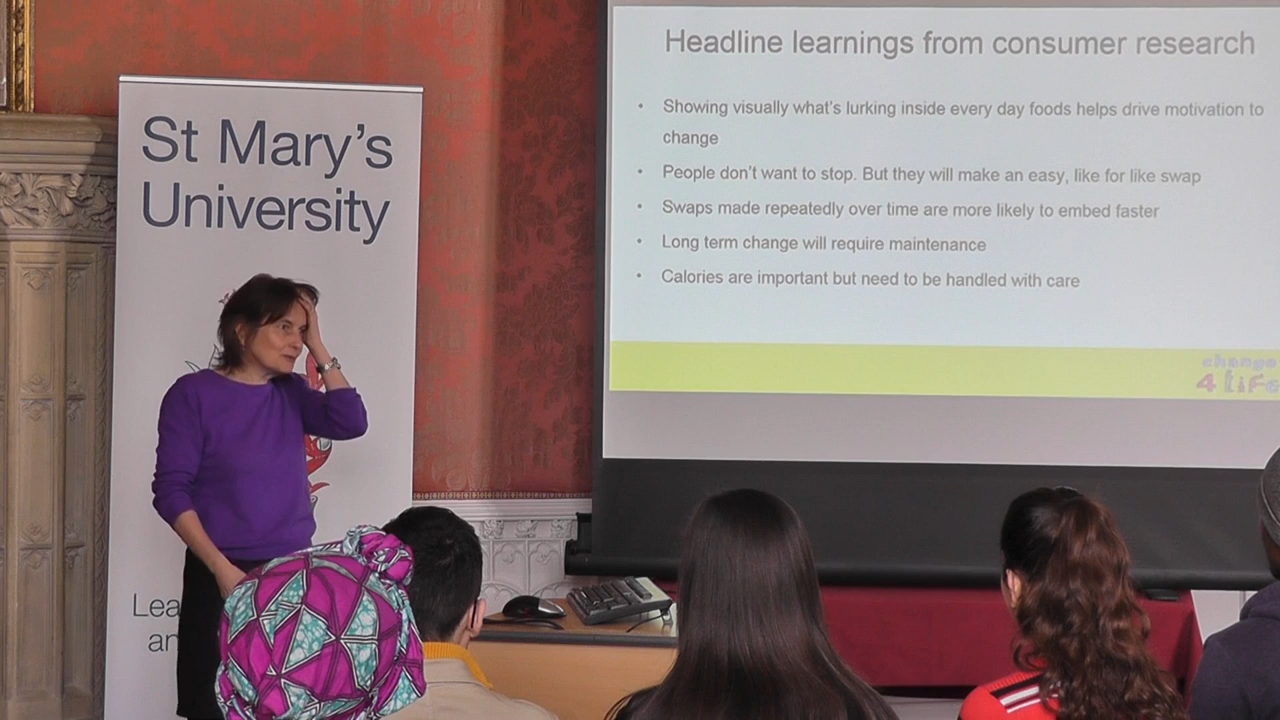 St Mary's
University
Lea
an
Headline learnings from consumer research
• Showing visually what's lurking inside every day foods helps drive motivation to
change
• People don't want to stop. But they will make an easy, like for like swap
• Swaps made repeatedly over time are more likely to embed faster
• Long term change will require maintenance
• Calories are important but need to be handled with care
change
4 Life